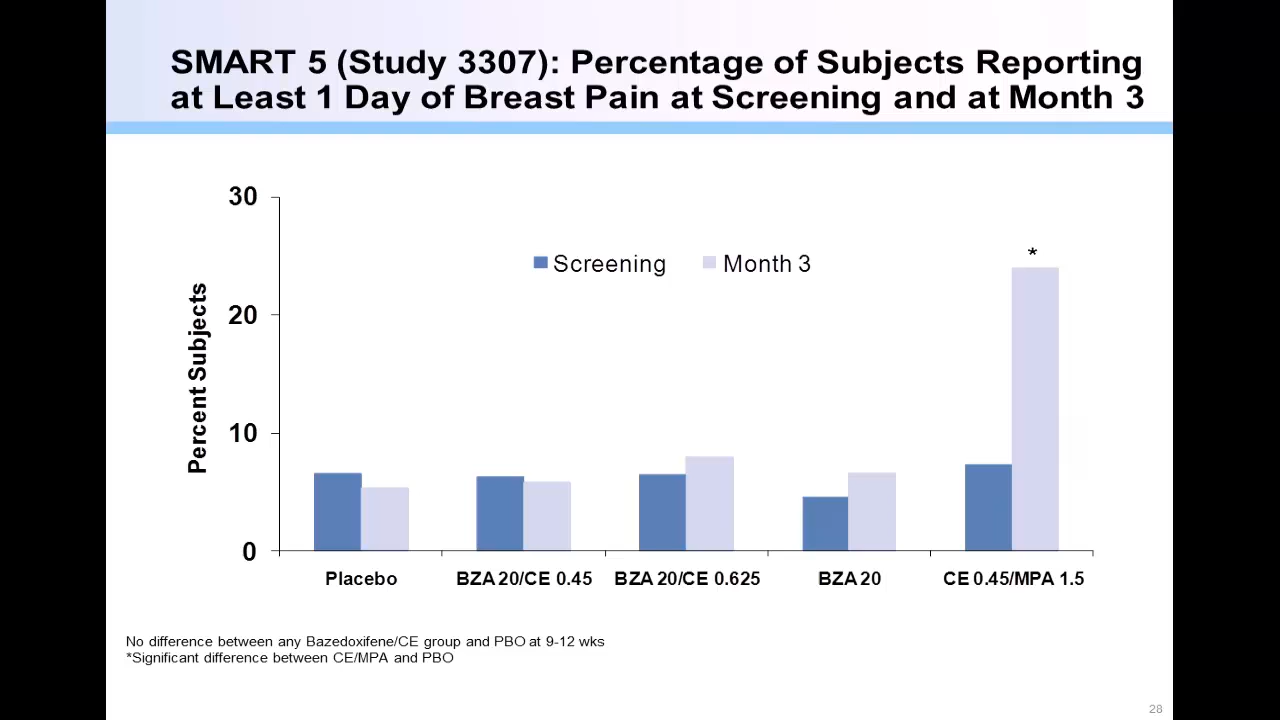 SMART 5 (Study 3307): Percentage of Subjects Reporting
at Least 1 Day of Breast Pain at Screening and at Month 3
30
20
10
0
Percent Subjects
Screening
Month 3
*
Placebo
BZA 20/CE 0.45
BZA 20/CE 0.625
BZA 20
CE 0.45/MPA 1.5
No difference between any Bazedoxifene/CE group and PBO at 9-12 wks
*Significant difference between CE/MPA and PBO
28